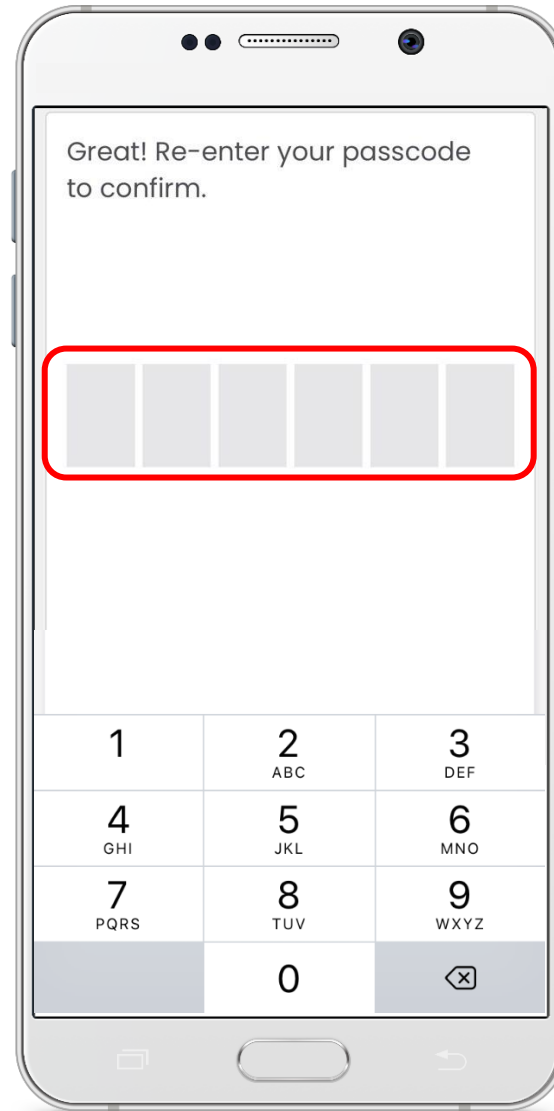 Great! Re-enter your passcode
to confirm.
1 2 3
ABC DEF
4 5 6
GHI JKL MNO
7 8 9
PQRS TUV WXYZ
0